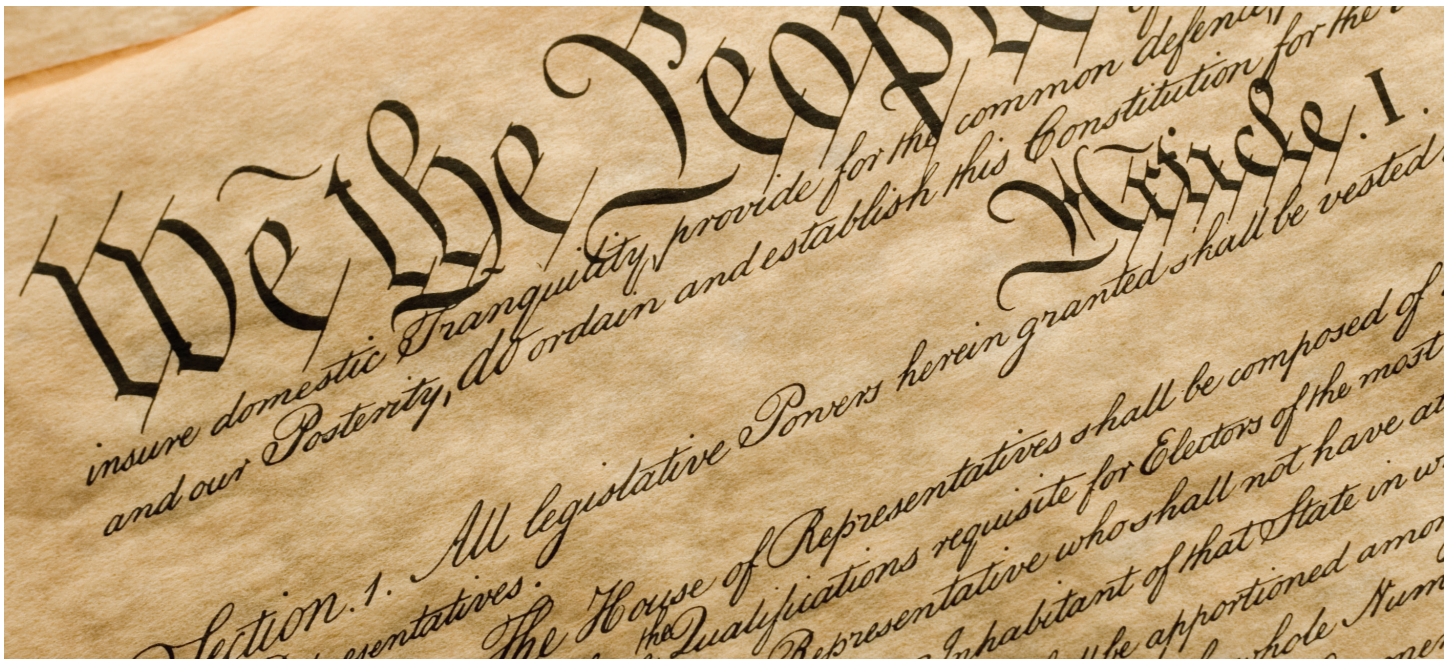 We the People
insure domestic Tranquility, provide for the common defence,
and our Posterity, do ordain and establish this Constitution for the
Article. I.
Section. 1. All legislative Powers herein granted shall be vested
Representatives.
The House of Representatives shall be composed of
the Qualifications requisite for Electors of the most
Representative who shall not have
Inhabitant of that State in
be apportioned
whole